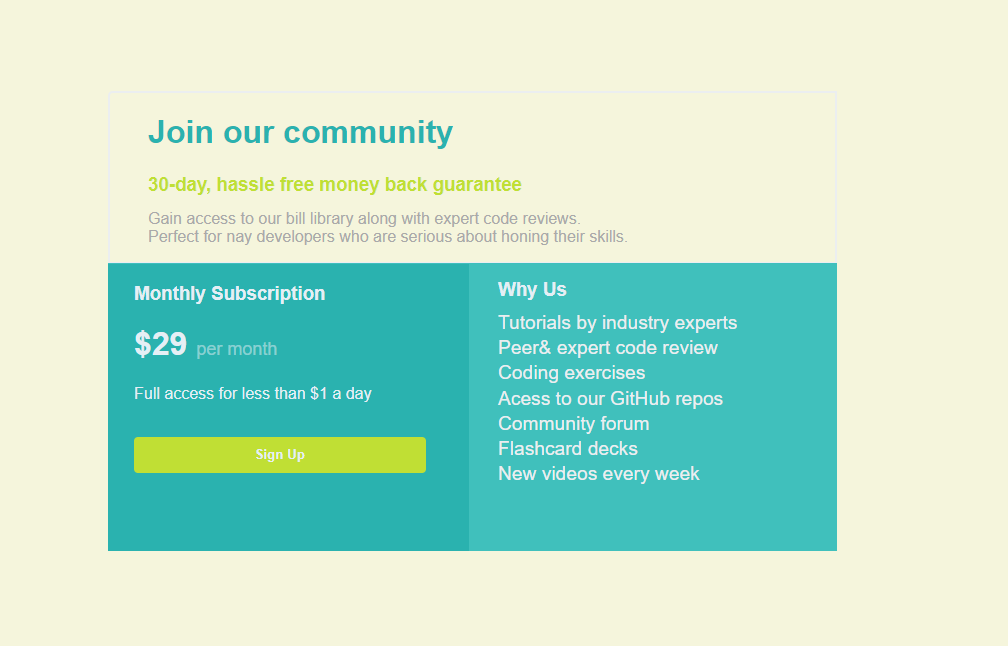 Join our community
30-day, hassle free money back guarantee
Gain access to our bill library along with expert code reviews.
Perfect for nay developers who are serious about honing their skills.
Monthly Subscription
$29 per month
Full access for less than $1 a day
Sign Up
Why Us
Tutorials by industry experts
Peer& expert code review
Coding exercises
Acess to our GitHub repos
Community forum
Flashcard decks
New videos every week